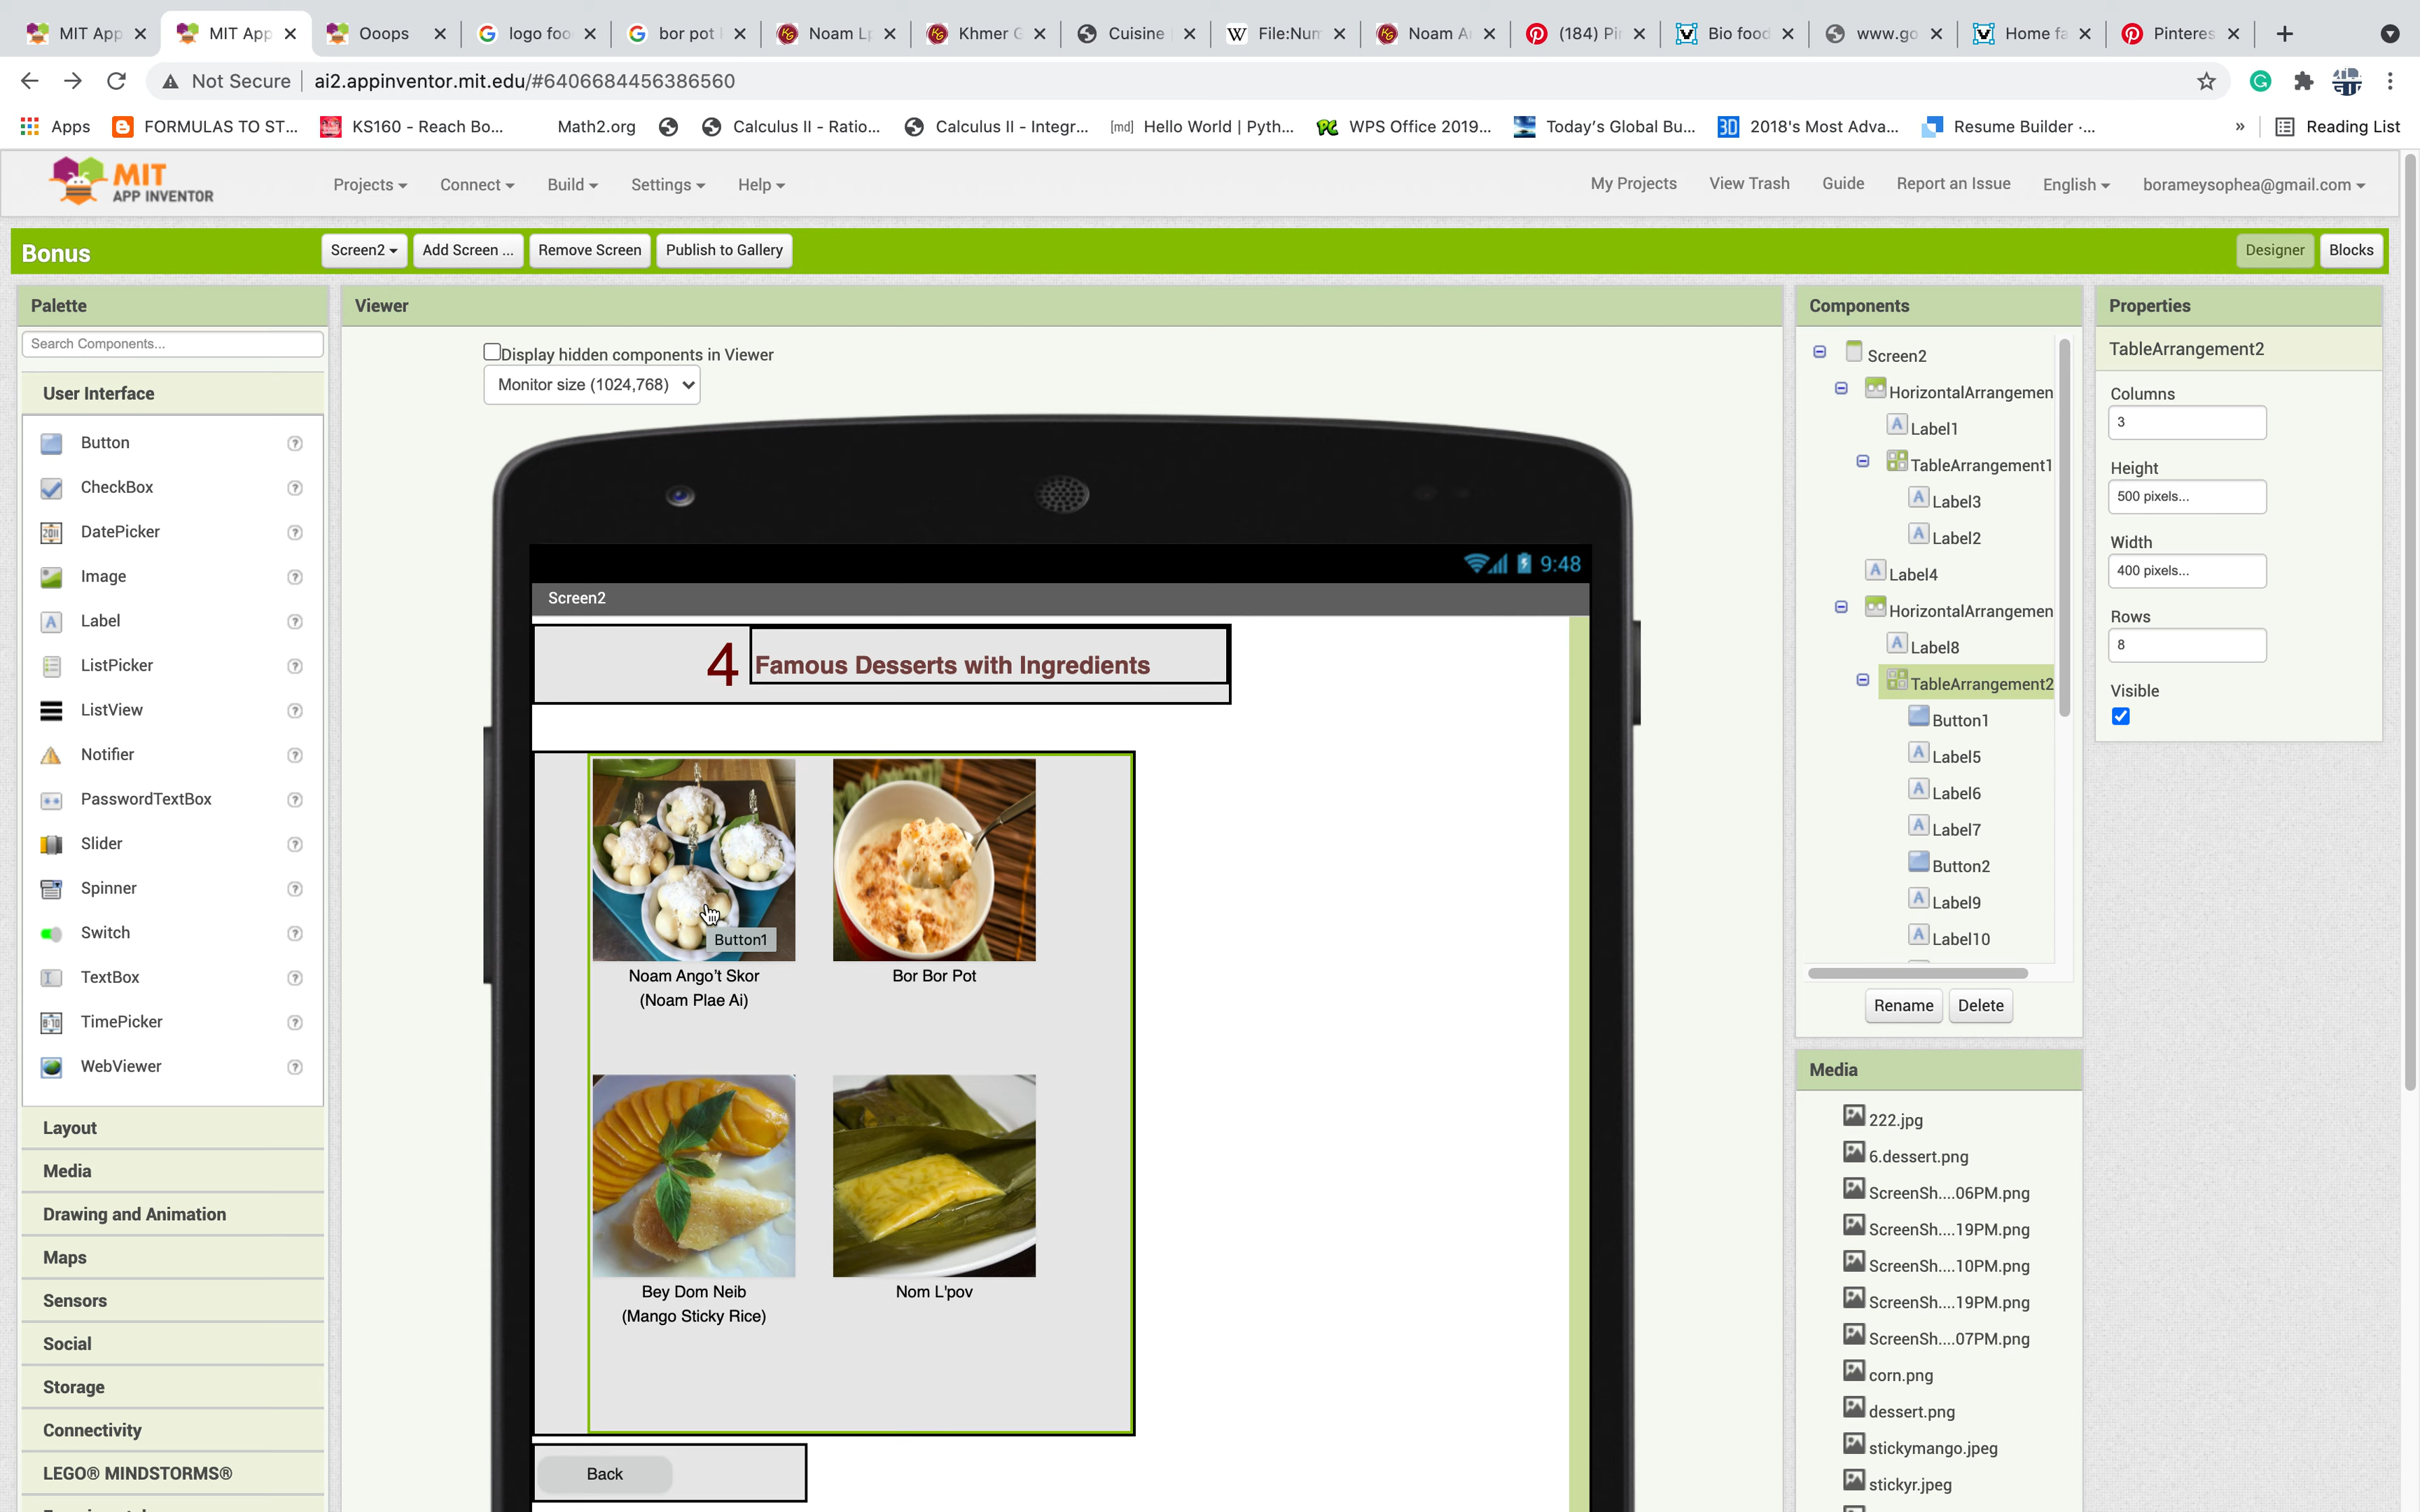 MIT App
MIT App
Ooops
logo foo
bor pot
Noam L
Khmer
Cuisine
File:Num
Noam A
(184) Pi
Bio food
www.go
Home fa
Pinteres
Not Secure ai2.appinventor.mit.edu/#6406684456386560
Apps FORMULAS TO ST... KS160 - Reach Bo... Math2.org Calculus II - Ratio... Calculus II - Integr... [md] Hello World | Pyth... WPS Office 2019... Today's Global Bu... 3D 2018's Most Adva... Resume Builder -... » Reading List
MIT
APP INVENTOR
Projects Connect Build Settings Help My Projects View Trash Guide Report an Issue English borameysophea@gmail.com
Bonus Screen2 Add Screen ... Remove Screen Publish to Gallery Designer Blocks
Palette
Search Components...
User Interface
Button ?
CheckBox ?
DatePicker ?
Image ?
Label ?
ListPicker ?
ListView ?
Notifier ?
PasswordTextBox ?
Slider ?
Spinner ?
Switch ?
TextBox ?
TimePicker ?
WebViewer ?
Layout
Media
Drawing and Animation
Maps
Sensors
Social
Storage
Connectivity
LEGO® MINDSTORMS®
Viewer
Display hidden components in Viewer
Monitor size (1024,768)
9:48
Screen2
4 Famous Desserts with Ingredients
Button1
Noam Ango't Skor
(Noam Plae Ai)
Bor Bor Pot
Bey Dom Neib
(Mango Sticky Rice)
Nom L'pov
Back
Components
Screen2
HorizontalArrangemen
Label1
TableArrangement1
Label3
Label2
Label4
HorizontalArrangemen
Label8
TableArrangement2
Button1
Label5
Label6
Label7
Button2
Label9
Label10
Rename Delete
Media
222.jpg
6.dessert.png
ScreenSh....06PM.png
ScreenSh....19PM.png
ScreenSh....10PM.png
ScreenSh....19PM.png
ScreenSh....07PM.png
corn.png
dessert.png
stickymango.jpeg
stickyr.jpeg
Properties
TableArrangement2
Columns
3
Height
500 pixels...
Width
400 pixels...
Rows
8
Visible